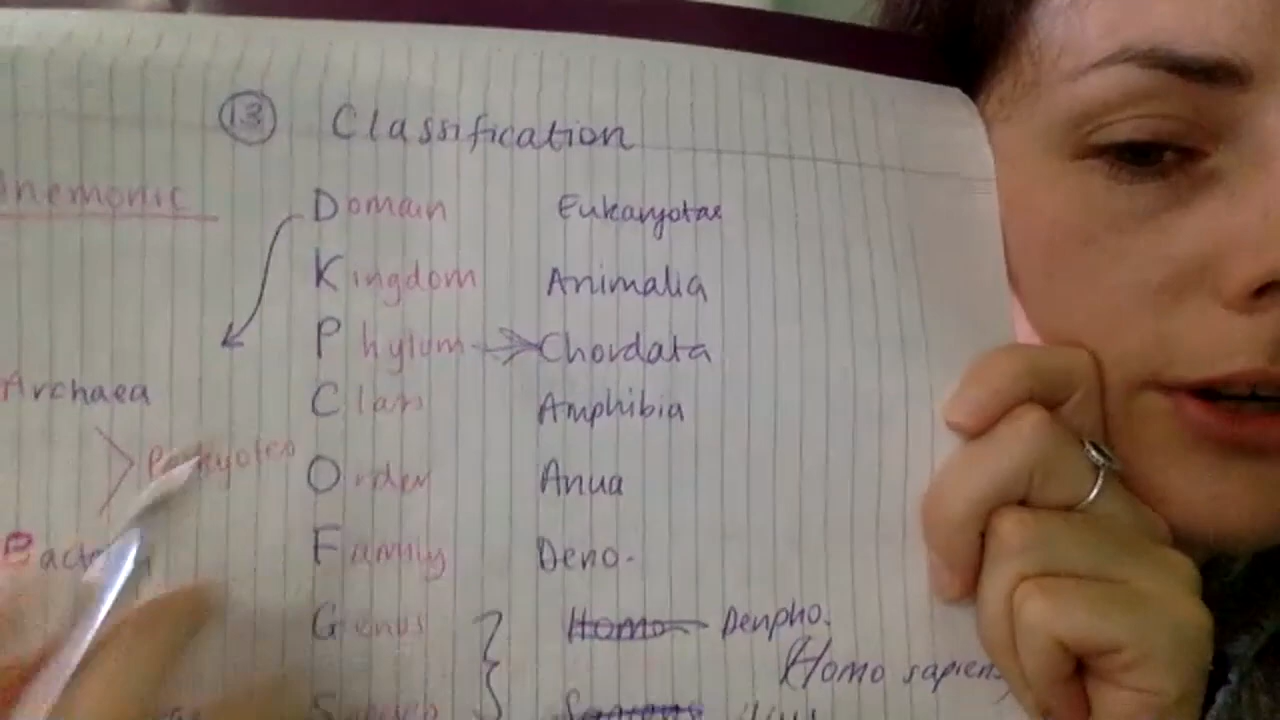 13 Classification
nemonic
Domain Eukaryotae
Kingdom Animalia
Phylum Chordata
Archaea
Class Amphibia
Order Anua
Family Deno.
Genus Homo Denpho.
Homo sapiens